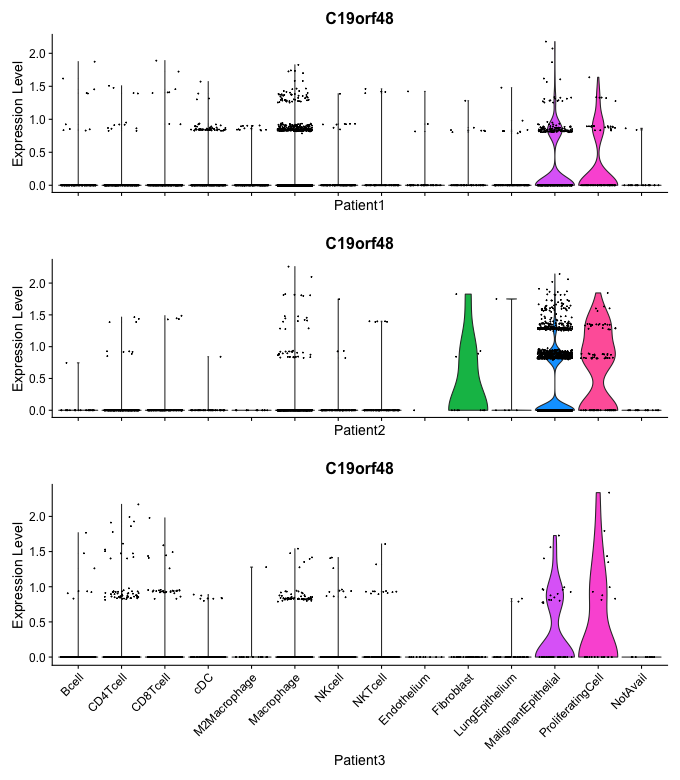 C19orf48
Expression Level
2.0
1.5
1.0
0.5
0.0
Patient1
C19orf48
Expression Level
2.0
1.5
1.0
0.5
0.0
Patient2
C19orf48
Expression Level
2.0
1.5
1.0
0.5
0.0
Bcell
CD4Tcell
CD8Tcell
cDC
M2Macrophage
Macrophage
NKcell
NKTcell
Endothelium
Fibroblast
LungEpithelium
MalignantEpithelial
ProliferatingCell
NotAvail
Patient3